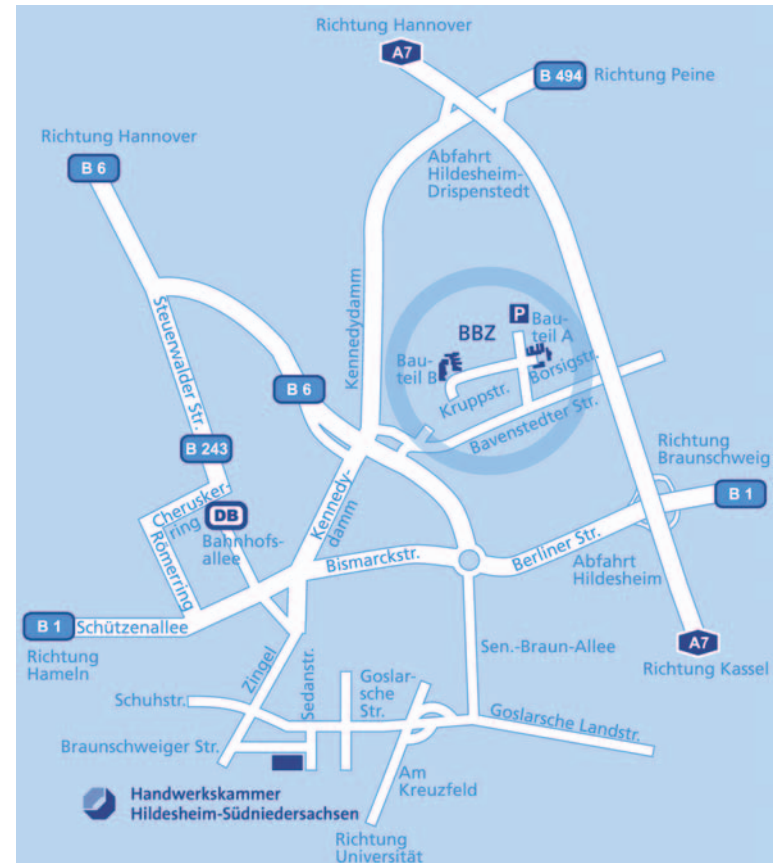 Richtung Hannover
A7
B 494
Richtung Peine
Richtung Hannover
B 6
Abfahrt
Hildesheim-
Drispenstedt
Kennedydamm
Steuerwalder Str.
P
BBZ
Bau-
teil A
Bau-
teil B
Borsigstr.
Kruppstr.
B 6
Bavenstedter Str.
B 243
Richtung
Braunschweig
B 1
Cherusker-
ring
DB
Kennedy-
damm
Bahnhofs-
allee
Römerring
Bismarckstr.
Berliner Str.
Abfahrt
Hildesheim
B 1
Schützenallee
Richtung
Hameln
Sen.-Braun-Allee
A7
Richtung Kassel
Zingel
Sedanstr.
Goslar-
sche
Str.
Schuhstr.
Goslarsche Landstr.
Braunschweiger Str.
Am
Kreuzfeld
Handwerkskammer
Hildesheim-Südniedersachsen
Richtung
Universität